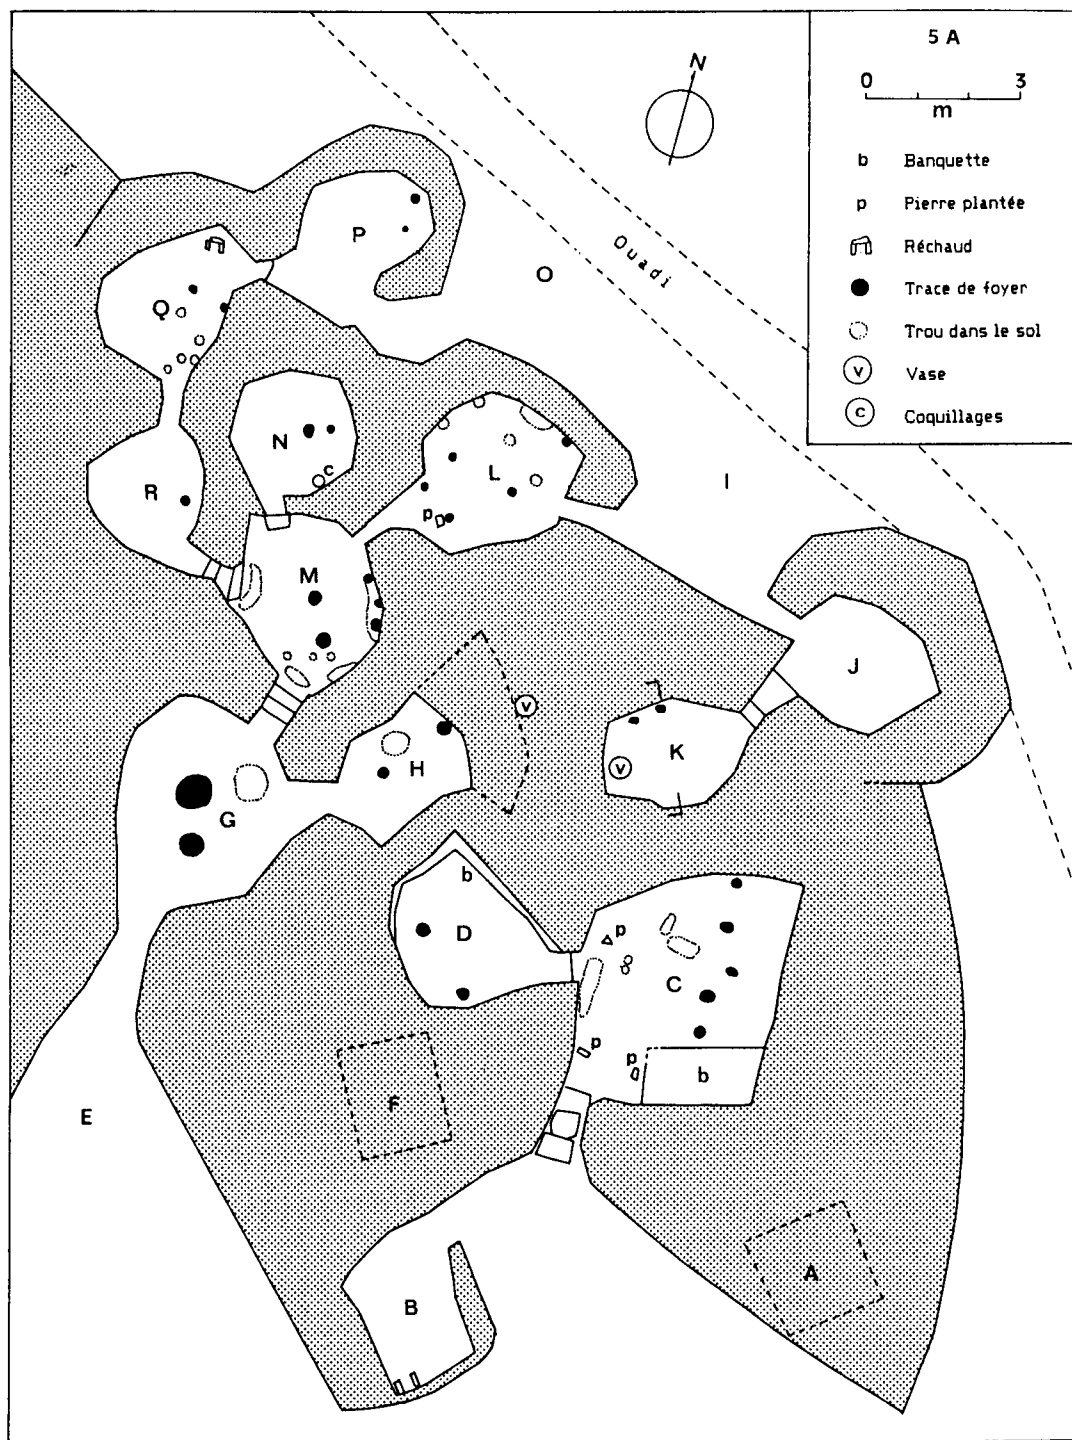 5 A
0 3
m
b Banquette
p Pierre plantée
Réchaud
Trace de foyer
Trou dans le sol
v Vase
c Coquillages
N
Ouadi
P
O
Q
N
c
L
I
R
p
M
J
v
K
v
H
G
b
D
p
C
p
p
b
F
E
A
B